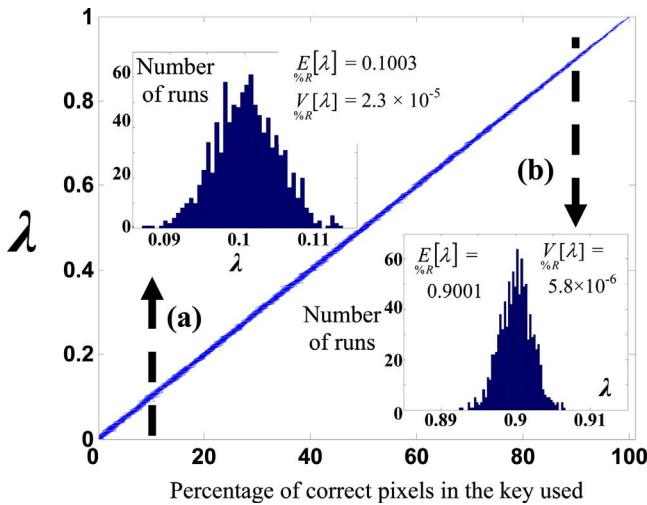 1
0.8
0.6
0.4
0.2
0
λ
0
20
40
60
80
100
Percentage of correct pixels in the key used
Number
of runs
E[λ] = 0.1003
%R
V[λ] = 2.3 × 10-5
%R
60
40
20
0
0.09
0.1
0.11
λ
(a)
(b)
Number
of runs
E[λ] =
%R
0.9001
V[λ] =
%R
5.8×10-6
60
40
20
0
0.89
0.9
0.91
λ